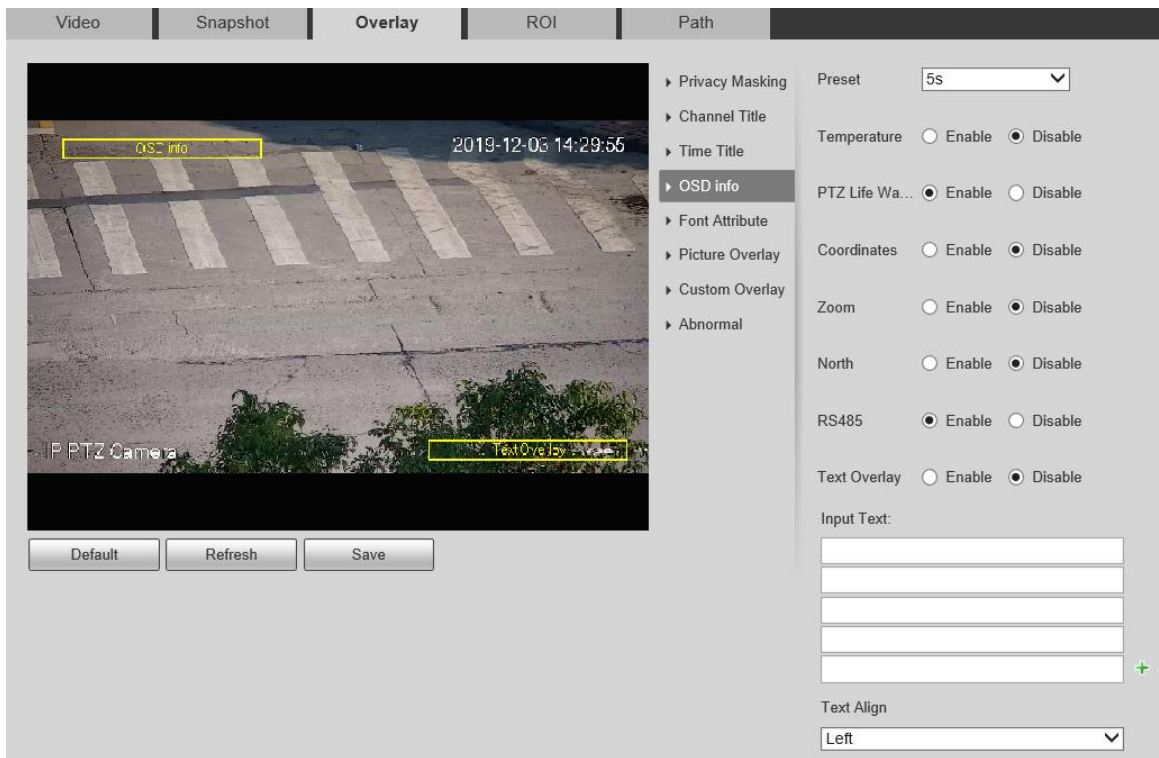 Video Snapshot Overlay ROI Path
OSD info
2019-12-03 14:29:55
IP PTZ Camera
Text Overlay
Default Refresh Save
Privacy Masking
Channel Title
Time Title
OSD info
Font Attribute
Picture Overlay
Custom Overlay
Abnormal
Preset 5s
Temperature Enable Disable
PTZ Life Wa... Enable Disable
Coordinates Enable Disable
Zoom Enable Disable
North Enable Disable
RS485 Enable Disable
Text Overlay Enable Disable
Input Text:
Text Align
Left